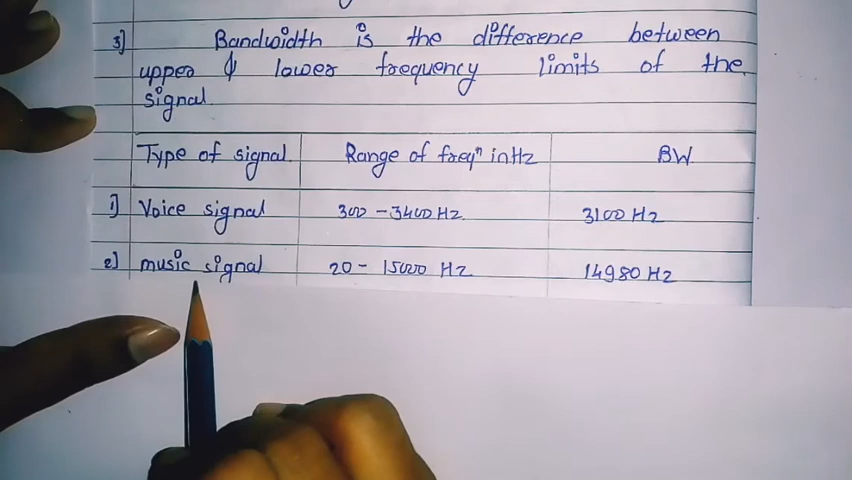 3] Bandwidth is the difference between
upper & lower frequency limits of the
signal.
Type of signal. Range of freqⁿ in Hz BW
1] Voice signal 300 - 3400 Hz 3100 Hz
2] music signal 20 - 15000 Hz 14980 Hz